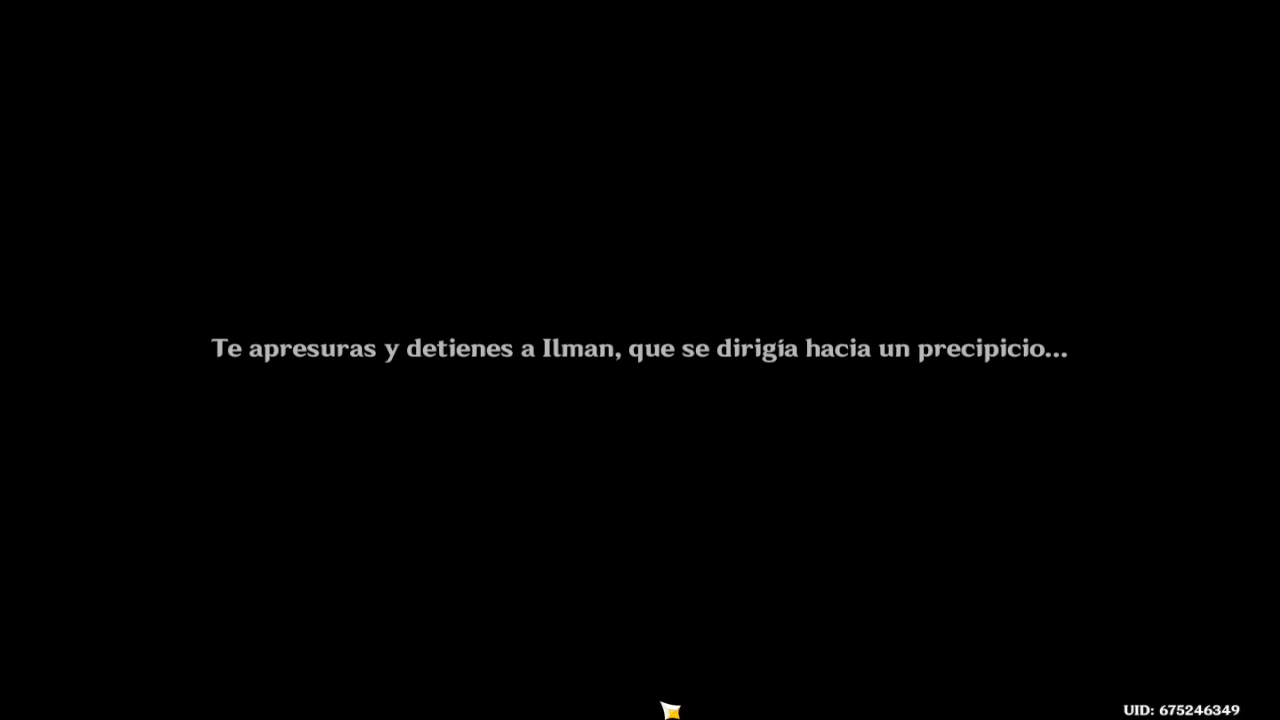 Te apresuras y detienes a Ilman, que se dirigía hacia un precipicio...
UID: 675246349